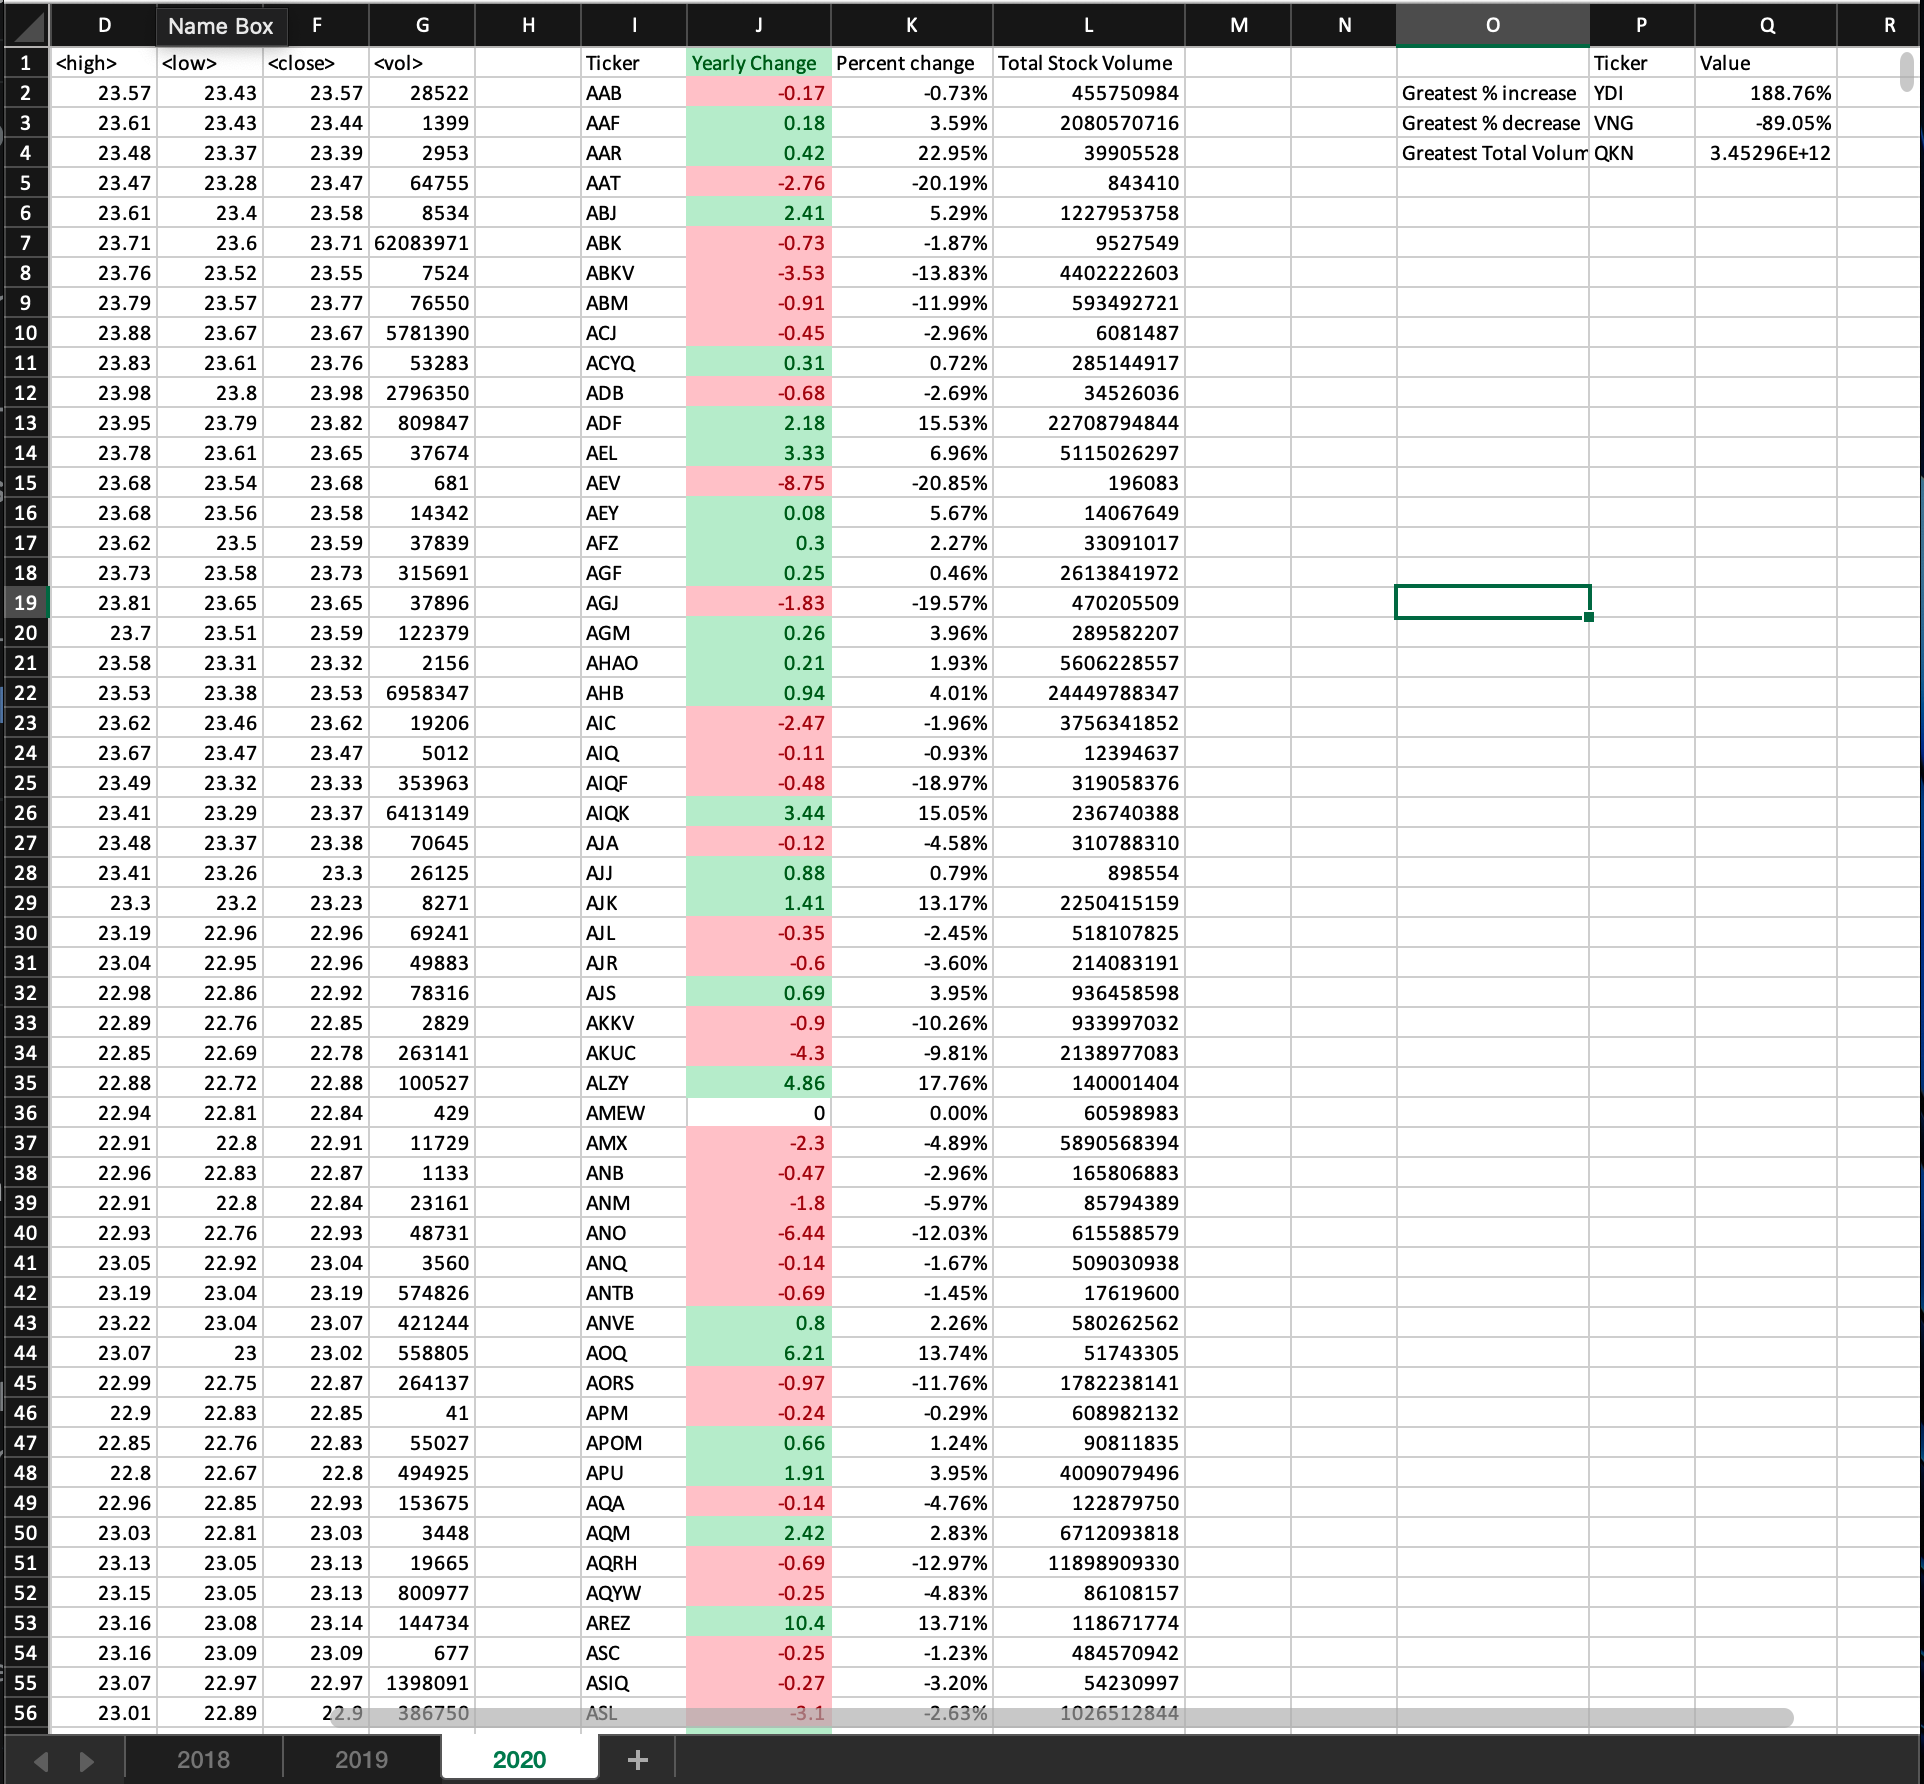 D Name Box F G H I J K L M N O P Q R
1 <high> <low> <close> <vol> Ticker Yearly Change Percent change Total Stock Volume Ticker Value
2 23.57 23.43 23.57 28522 AAB -0.17 -0.73% 455750984 Greatest % increase YDI 188.76%
3 23.61 23.43 23.44 1399 AAF 0.18 3.59% 2080570716 Greatest % decrease VNG -89.05%
4 23.48 23.37 23.39 2953 AAR 0.42 22.95% 39905528 Greatest Total Volum QKN 3.45296E+12
5 23.47 23.28 23.47 64755 AAT -2.76 -20.19% 843410
6 23.61 23.4 23.58 8534 ABJ 2.41 5.29% 1227953758
7 23.71 23.6 23.71 62083971 ABK -0.73 -1.87% 9527549
8 23.76 23.52 23.55 7524 ABKV -3.53 -13.83% 4402222603
9 23.79 23.57 23.77 76550 ABM -0.91 -11.99% 593492721
10 23.88 23.67 23.67 5781390 ACJ -0.45 -2.96% 6081487
11 23.83 23.61 23.76 53283 ACYQ 0.31 0.72% 285144917
12 23.98 23.8 23.98 2796350 ADB -0.68 -2.69% 34526036
13 23.95 23.79 23.82 809847 ADF 2.18 15.53% 22708794844
14 23.78 23.61 23.65 37674 AEL 3.33 6.96% 5115026297
15 23.68 23.54 23.68 681 AEV -8.75 -20.85% 196083
16 23.68 23.56 23.58 14342 AEY 0.08 5.67% 14067649
17 23.62 23.5 23.59 37839 AFZ 0.3 2.27% 33091017
18 23.73 23.58 23.73 315691 AGF 0.25 0.46% 2613841972
19 23.81 23.65 23.65 37896 AGJ -1.83 -19.57% 470205509
20 23.7 23.51 23.59 122379 AGM 0.26 3.96% 289582207
21 23.58 23.31 23.32 2156 AHAO 0.21 1.93% 5606228557
22 23.53 23.38 23.53 6958347 AHB 0.94 4.01% 24449788347
23 23.62 23.46 23.62 19206 AIC -2.47 -1.96% 3756341852
24 23.67 23.47 23.47 5012 AIQ -0.11 -0.93% 12394637
25 23.49 23.32 23.33 353963 AIQF -0.48 -18.97% 319058376
26 23.41 23.29 23.37 6413149 AIQK 3.44 15.05% 236740388
27 23.48 23.37 23.38 70645 AJA -0.12 -4.58% 310788310
28 23.41 23.26 23.3 26125 AJJ 0.88 0.79% 898554
29 23.3 23.2 23.23 8271 AJK 1.41 13.17% 2250415159
30 23.19 22.96 22.96 69241 AJL -0.35 -2.45% 518107825
31 23.04 22.95 22.96 49883 AJR -0.6 -3.60% 214083191
32 22.98 22.86 22.92 78316 AJS 0.69 3.95% 936458598
33 22.89 22.76 22.85 2829 AKKV -0.9 -10.26% 933997032
34 22.85 22.69 22.78 263141 AKUC -4.3 -9.81% 2138977083
35 22.88 22.72 22.88 100527 ALZY 4.86 17.76% 140001404
36 22.94 22.81 22.84 429 AMEW 0 0.00% 60598983
37 22.91 22.8 22.91 11729 AMX -2.3 -4.89% 5890568394
38 22.96 22.83 22.87 1133 ANB -0.47 -2.96% 165806883
39 22.91 22.8 22.84 23161 ANM -1.8 -5.97% 85794389
40 22.93 22.76 22.93 48731 ANO -6.44 -12.03% 615588579
41 23.05 22.92 23.04 3560 ANQ -0.14 -1.67% 509030938
42 23.19 23.04 23.19 574826 ANTB -0.69 -1.45% 17619600
43 23.22 23.04 23.07 421244 ANVE 0.8 2.26% 580262562
44 23.07 23 23.02 558805 AOQ 6.21 13.74% 51743305
45 22.99 22.75 22.87 264137 AORS -0.97 -11.76% 1782238141
46 22.9 22.83 22.85 41 APM -0.24 -0.29% 608982132
47 22.85 22.76 22.83 55027 APOM 0.66 1.24% 90811835
48 22.8 22.67 22.8 494925 APU 1.91 3.95% 4009079496
49 22.96 22.85 22.93 153675 AQA -0.14 -4.76% 122879750
50 23.03 22.81 23.03 3448 AQM 2.42 2.83% 6712093818
51 23.13 23.05 23.13 19665 AQRH -0.69 -12.97% 11898909330
52 23.15 23.05 23.13 800977 AQYW -0.25 -4.83% 86108157
53 23.16 23.08 23.14 144734 AREZ 10.4 13.71% 118671774
54 23.16 23.09 23.09 677 ASC -0.25 -1.23% 484570942
55 23.07 22.97 22.97 1398091 ASIQ -0.27 -3.20% 54230997
56 23.01 22.89 22.9 386750 ASL -3.1 -2.63% 1026512844
2018 2019 2020 +